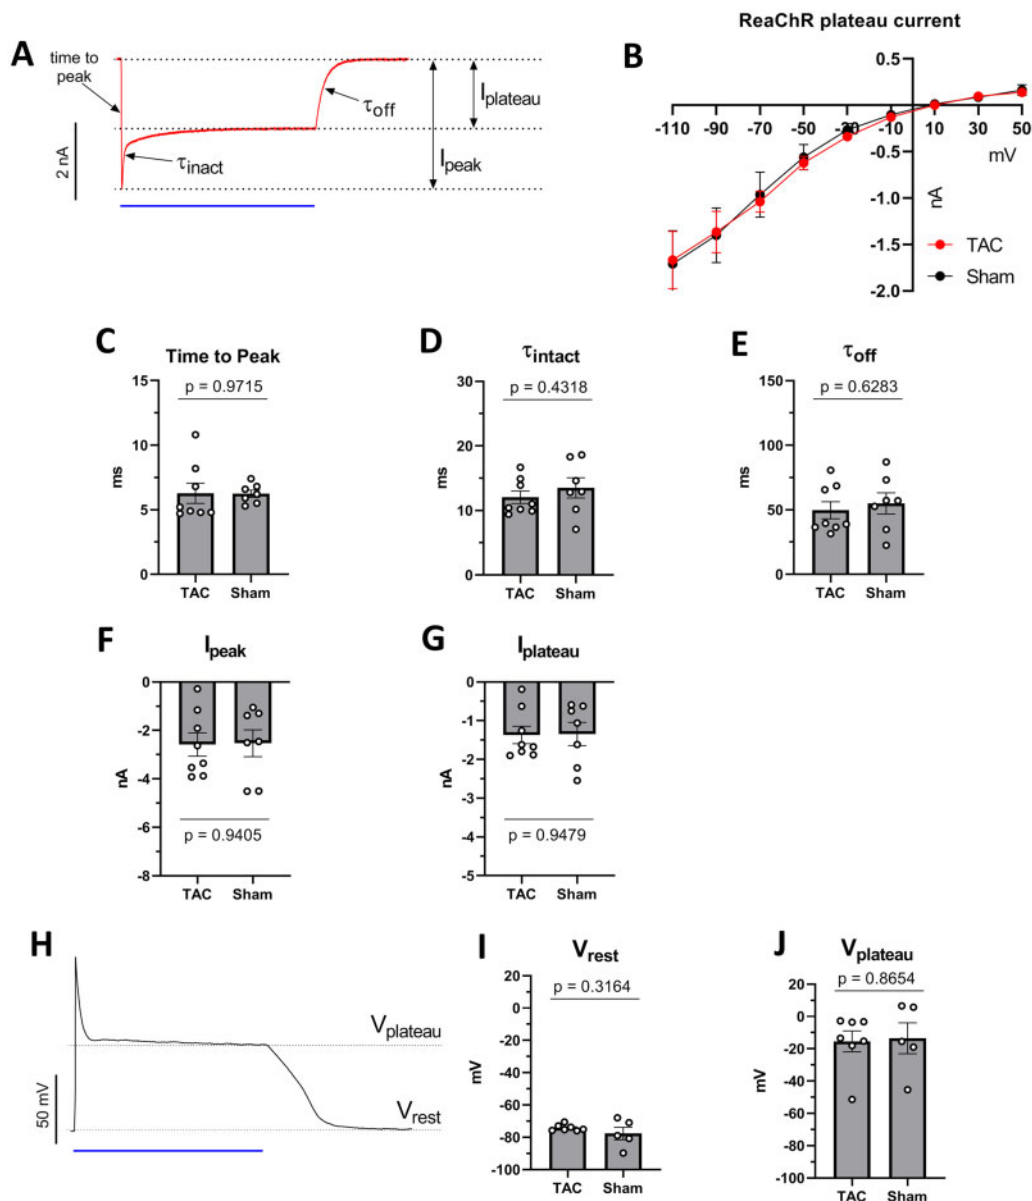 A
time to
peak
τoff
Iplateau
Ipeak
τinact
2 nA
ReaChR plateau current
B
0.5
-110 -90 -70 -50 -30 -10 10 30 50
mV
-0.5
-1.0
-1.5
-2.0
nA
TAC
Sham
C
Time to Peak
p = 0.9715
15
10
5
0
ms
TAC Sham
D
τintact
p = 0.4318
30
20
10
0
ms
TAC Sham
E
τoff
p = 0.6283
150
100
50
0
ms
TAC Sham
F
Ipeak
0
-2
-4
-6
-8
nA
p = 0.9405
TAC Sham
G
Iplateau
0
-1
-2
-3
-4
-5
nA
p = 0.9479
TAC Sham
H
Vplateau
Vrest
50 mV
I
Vrest
p = 0.3164
20
0
-20
-40
-60
-80
-100
mV
TAC Sham
J
Vplateau
p = 0.8654
20
0
-20
-40
-60
-80
-100
mV
TAC Sham